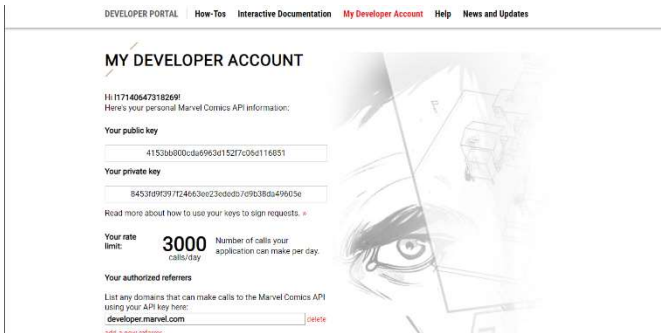 DEVELOPER PORTAL How-Tos Interactive Documentation My Developer Account Help News and Updates
MY DEVELOPER ACCOUNT
Hi l17140647318269!
Here's your personal Marvel Comics API information:
Your public key
4153bb800cda6963d152f7c06d116851
Your private key
8453fd9f397f24663ee23ededb7d9b38da49605e
Read more about how to use your keys to sign requests. »
Your rate limit:
3000
calls/day
Number of calls your
application can make per day.
Your authorized referrers
List any domains that can make calls to the Marvel Comics API
using your API key here:
developer.marvel.com delete
add a new referrer